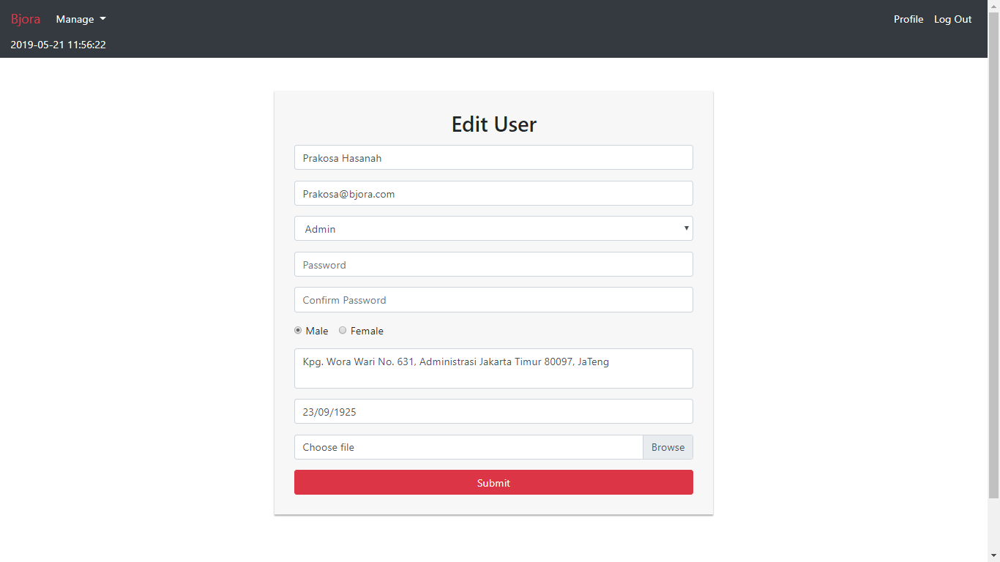 Bjora Manage Profile Log Out
2019-05-21 11:56:22
Edit User
Prakosa Hasanah
Prakosa@bjora.com
Admin
Password
Confirm Password
Male Female
Kpg. Wora Wari No. 631, Administrasi Jakarta Timur 80097, JaTeng
23/09/1925
Choose file Browse
Submit